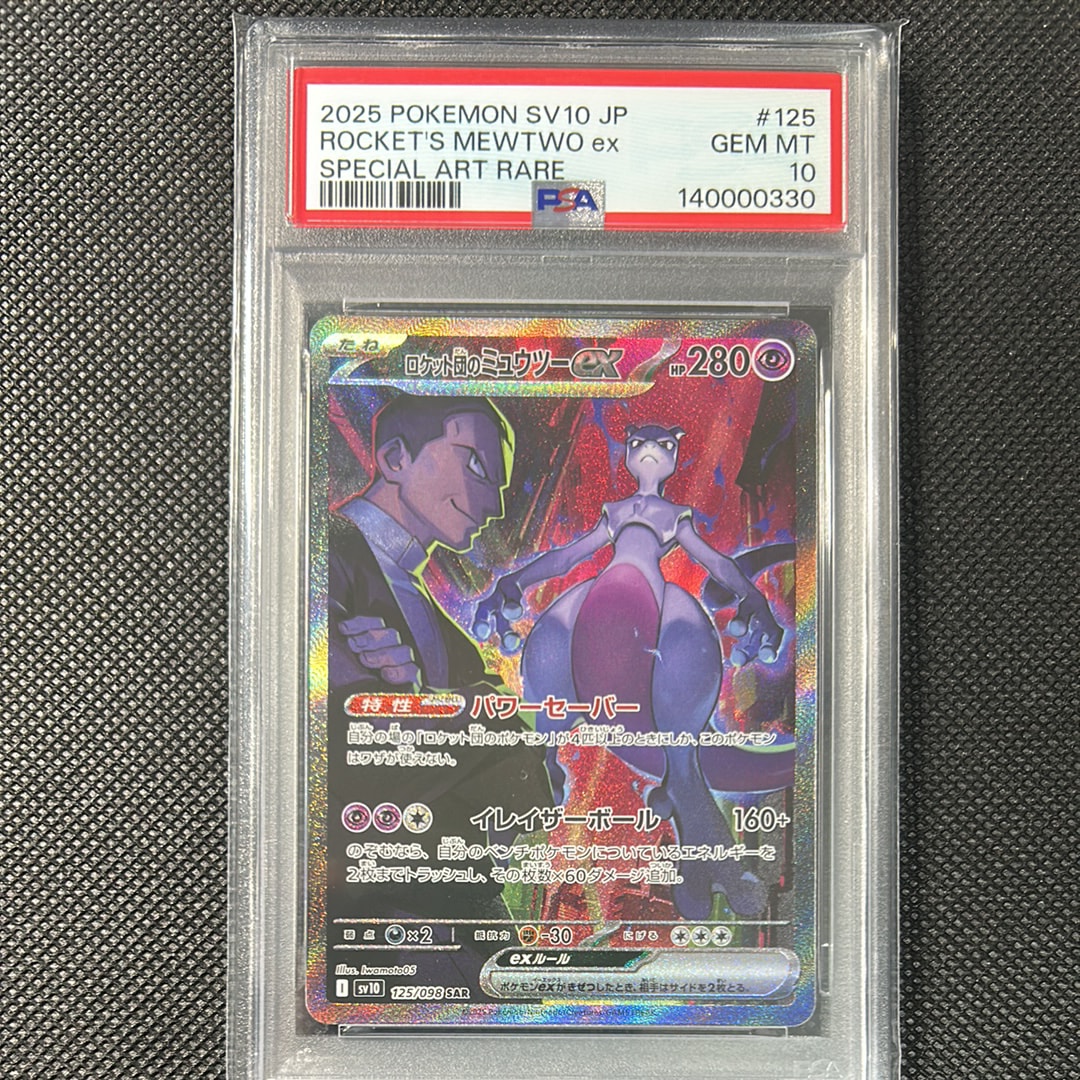 2025 POKEMON SV10 JP #125
ROCKET'S MEWTWO ex GEM MT
SPECIAL ART RARE 10
PSA 140000330
たね ロケット団のミュウツーex HP280
特性 パワーセーバー
自分の場の「ロケット団のポケモン」が4匹以上のときにしか、このポケモン
はワザが使えない。
イレイザーボール 160+
のぞむなら、自分のベンチポケモンについているエネルギーを
2枚までトラッシュし、その枚数×60ダメージ追加。
弱点 ×2 抵抗力 -30 にげる
Illus. Iwamoto05 exルール
I sv10 125/098 SAR ポケモンexがきぜつしたとき、相手はサイドを2枚とる。